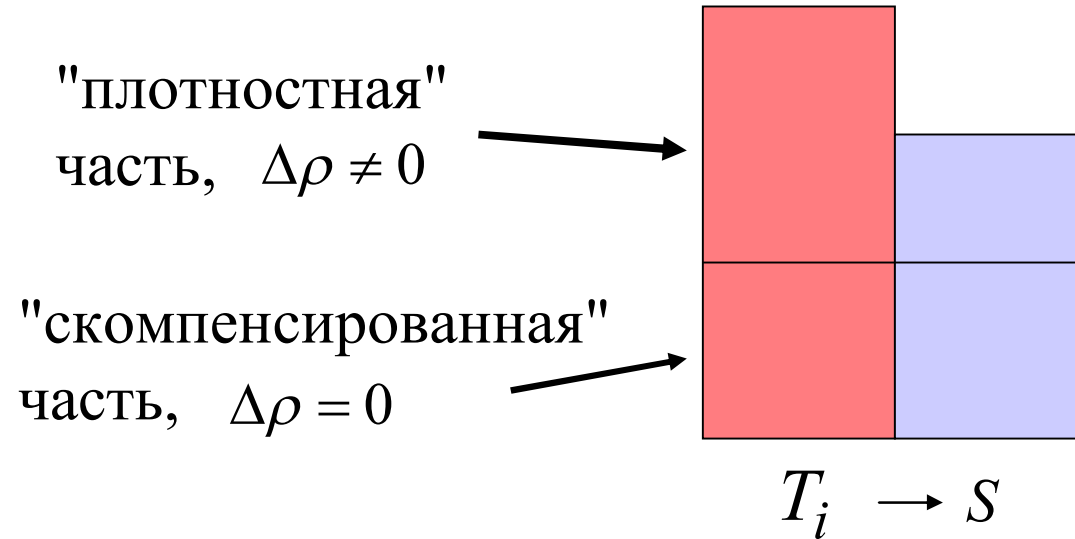 "плотностная"
часть, Δρ ≠ 0
"скомпенсированная"
часть, Δρ = 0
T_i → S